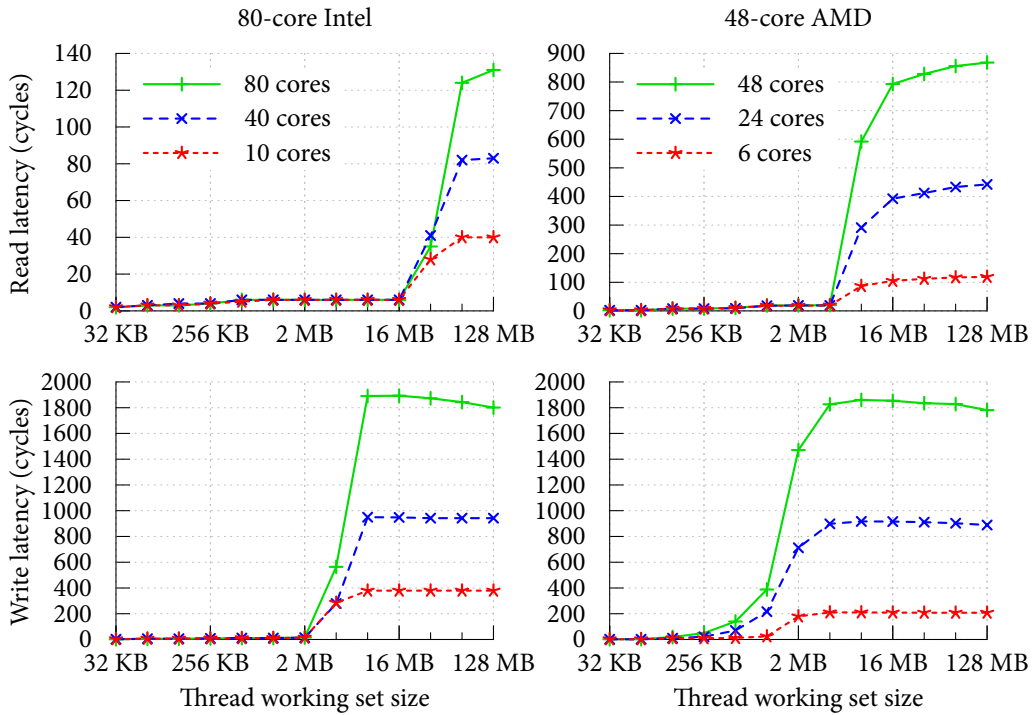 80-core Intel
48-core AMD
Read latency (cycles)
140
120
100
80
60
40
20
0
80 cores
40 cores
10 cores
32 KB
256 KB
2 MB
16 MB
128 MB
900
800
700
600
500
400
300
200
100
0
48 cores
24 cores
6 cores
32 KB
256 KB
2 MB
16 MB
128 MB
Write latency (cycles)
2000
1800
1600
1400
1200
1000
800
600
400
200
0
32 KB
256 KB
2 MB
16 MB
128 MB
Thread working set size
2000
1800
1600
1400
1200
1000
800
600
400
200
0
32 KB
256 KB
2 MB
16 MB
128 MB
Thread working set size